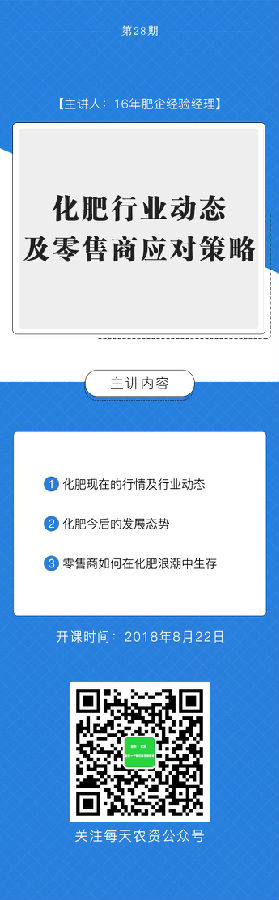 第28期
【主讲人：16年肥企经验经理】
化肥行业动态
及零售商应对策略
主训内容
1 化肥现在的行情及行业动态
2 化肥今后的发展态势
3 零售商如何在化肥浪潮中生存
开课时间：2018年8月22日
关注每天农资公众号